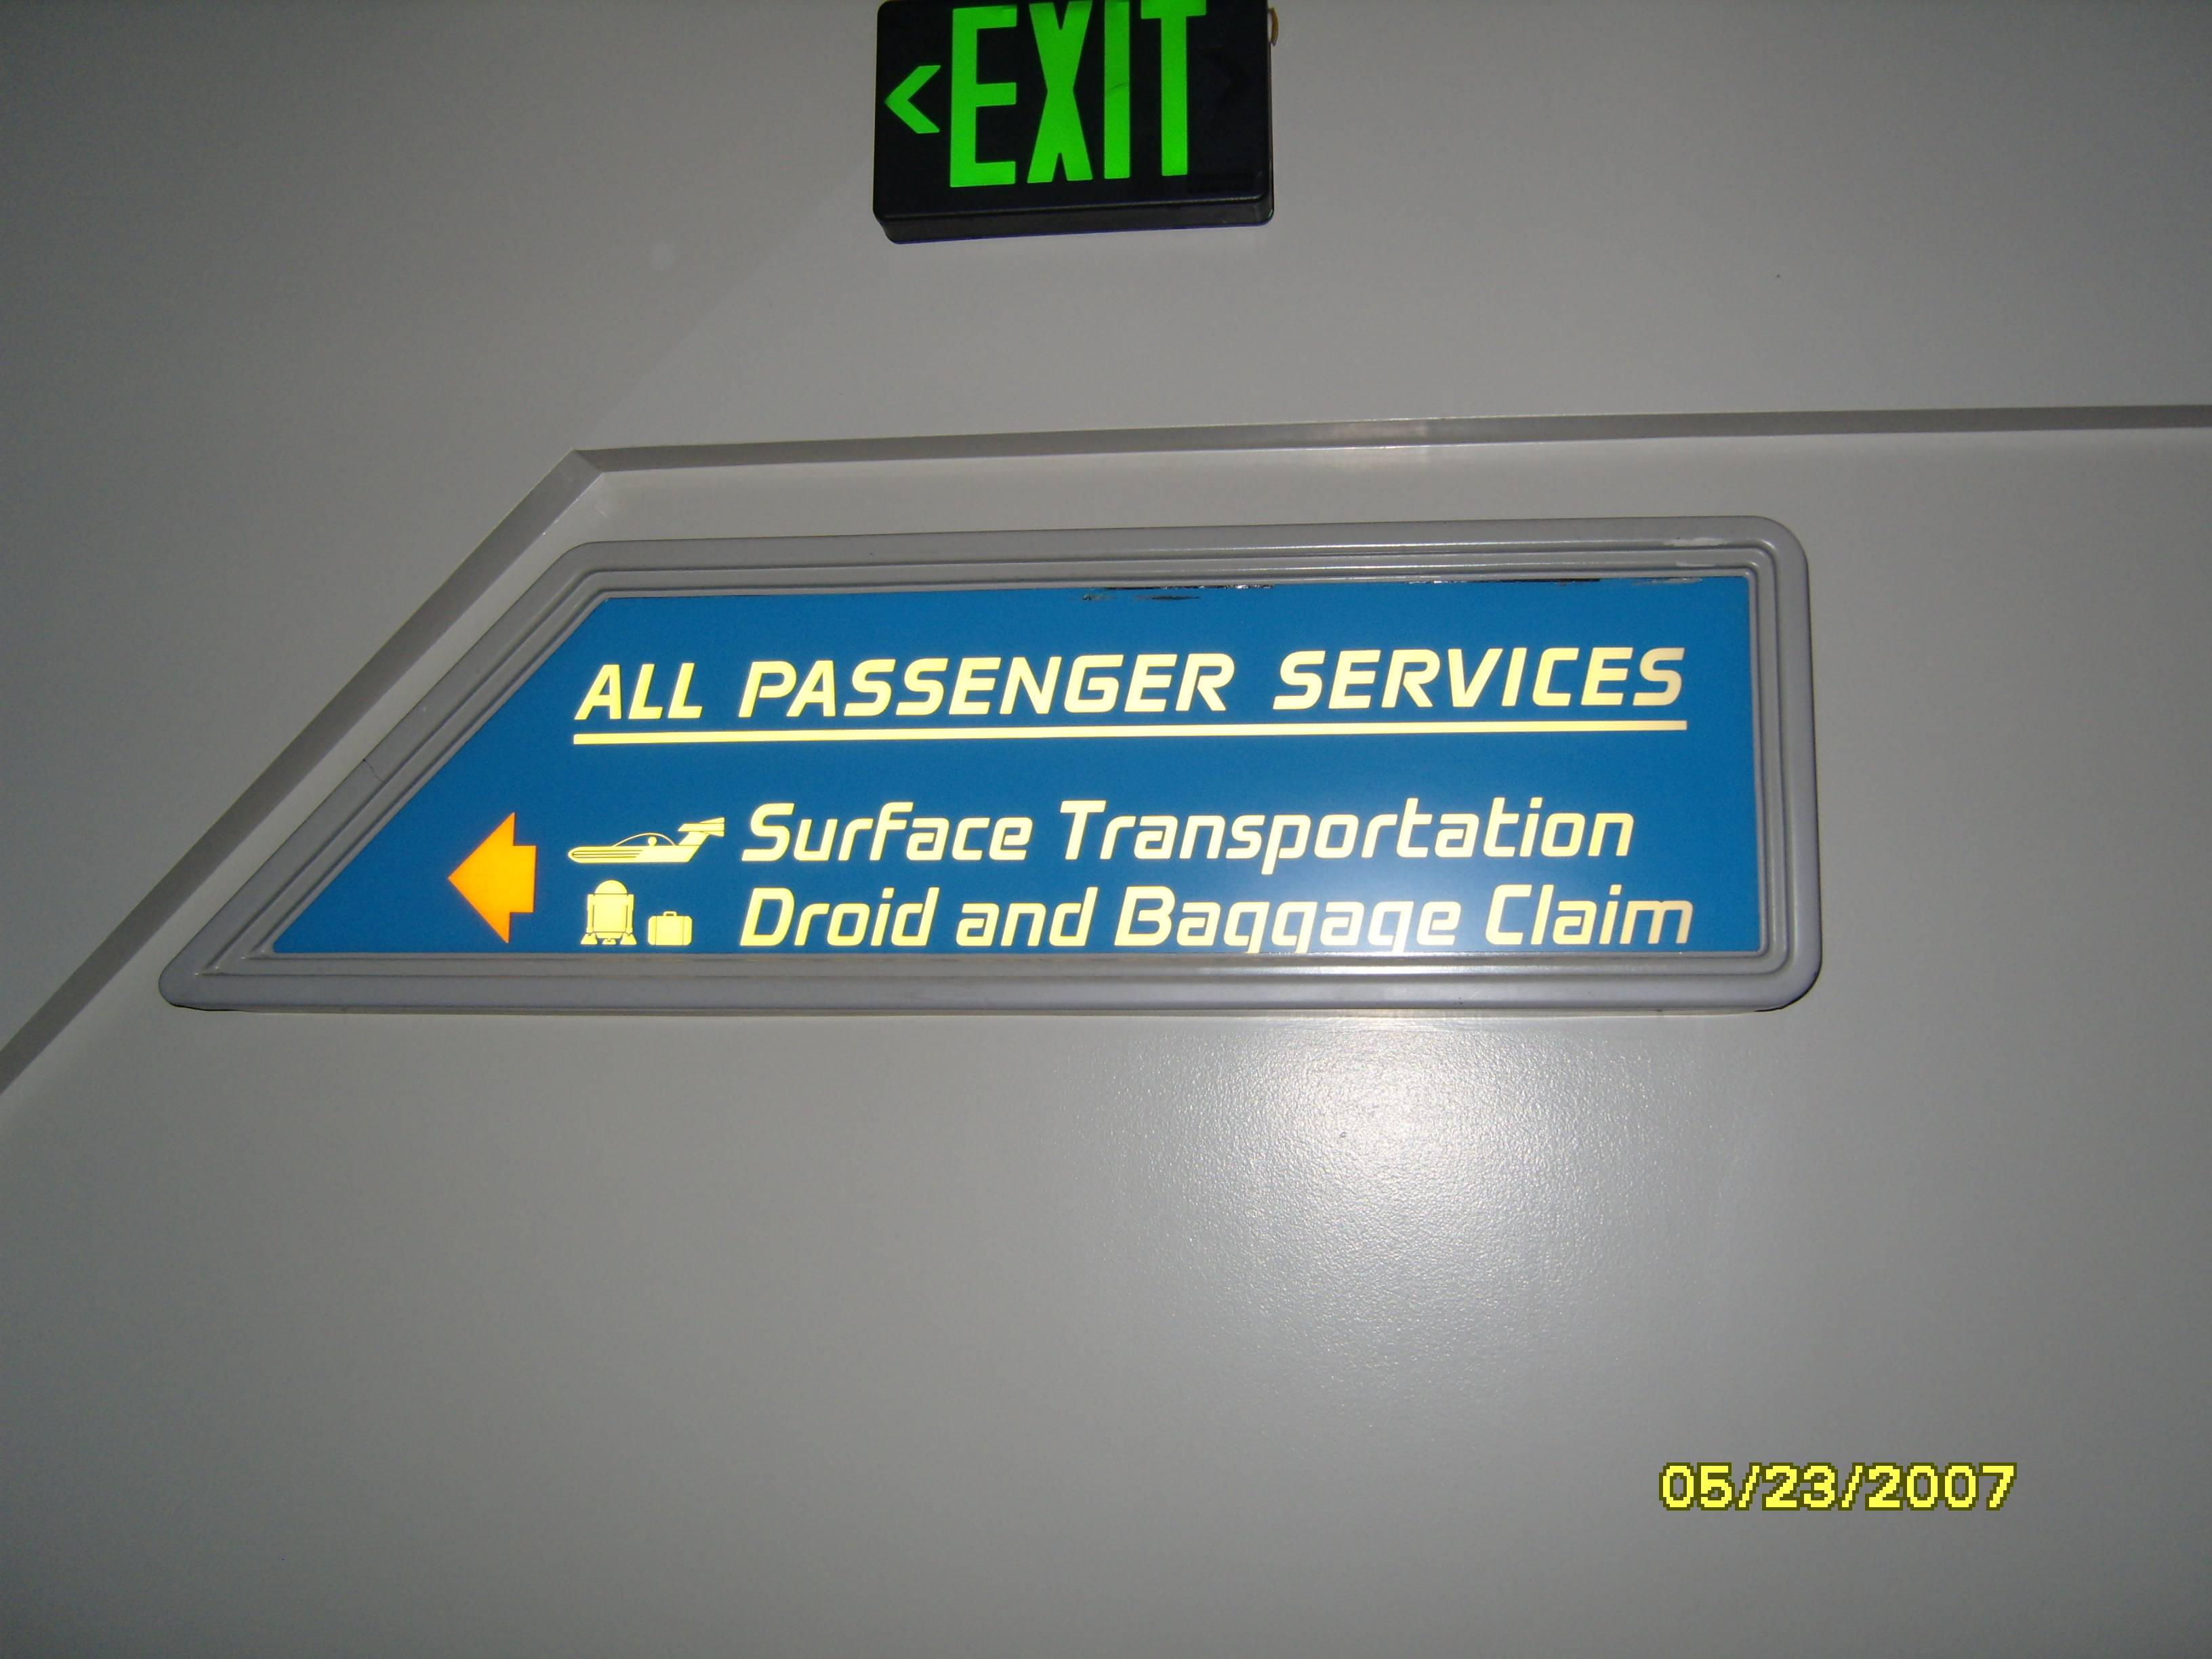 <EXIT
ALL PASSENGER SERVICES
Surface Transportation
Droid and Baggage Claim
05/23/2007